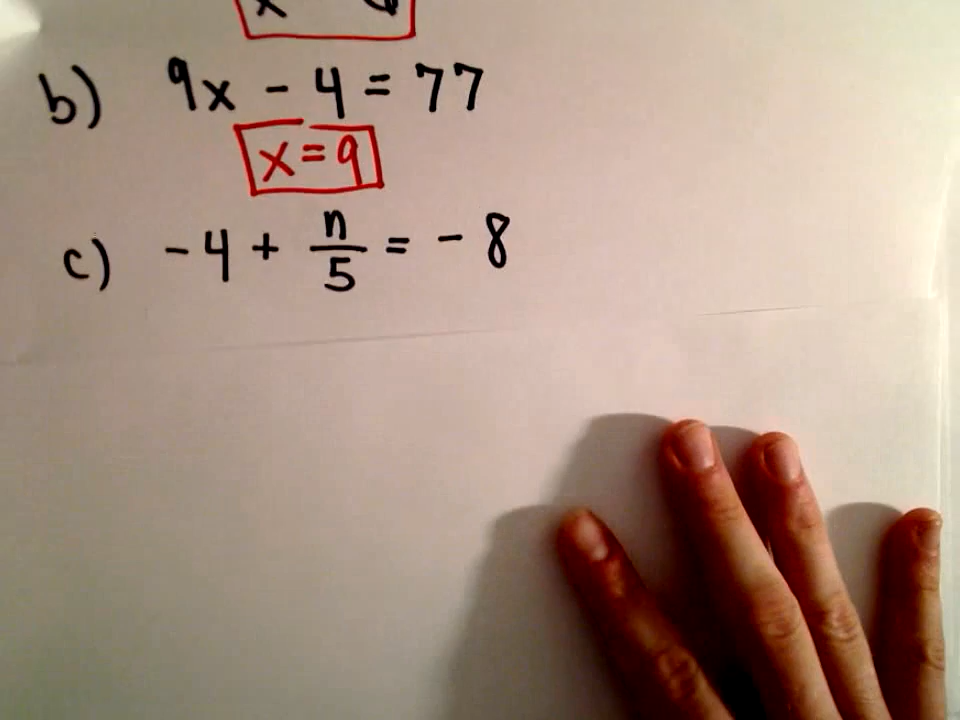 b) 9x - 4 = 77
x = 9
c) -4 + n/5 = -8